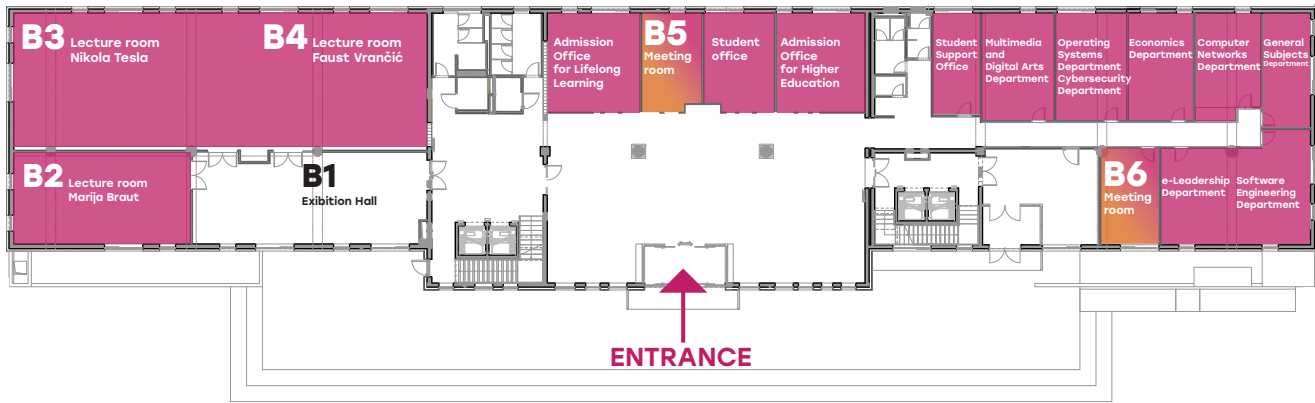 B3 Lecture room
Nikola Tesla
B4 Lecture room
Faust Vrančić
Admission
Office
for Lifelong
Learning
B5
Meeting
room
Student
office
Admission
Office
for Higher
Education
Student
Support
Office
Multimedia
and
Digital Arts
Department
Operating
Systems
Department
Cybersecurity
Department
Economics
Department
Computer
Networks
Department
General
Subjects
Department
B2 Lecture room
Marija Braut
B1
Exibition Hall
B6
Meeting
room
e-Leadership
Department
Software
Engineering
Department
ENTRANCE